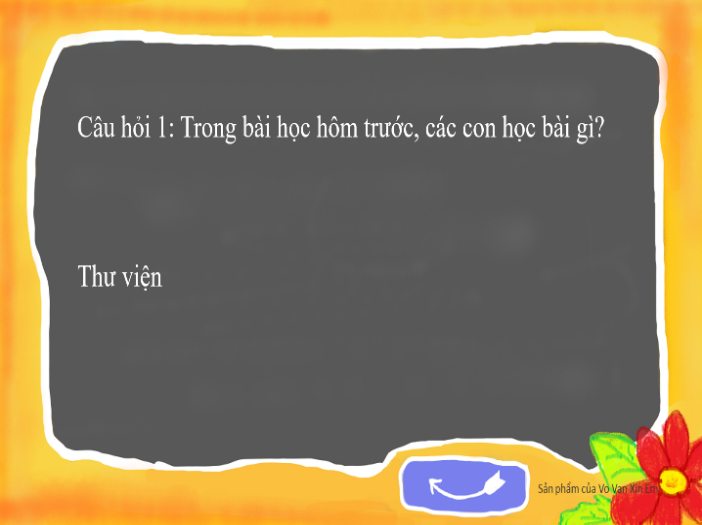 Câu hỏi 1: Trong bài học hôm trước, các con học bài gì?
Thư viện
Sản phẩm của Võ Văn Xin